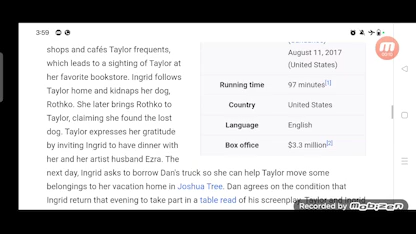 3:59
shops and cafés Taylor frequents,
which leads to a sighting of Taylor at
her favorite bookstore. Ingrid follows
Taylor home and kidnaps her dog,
Rothko. She later brings Rothko to
Taylor, claiming she found the lost
dog. Taylor expresses her gratitude
by inviting Ingrid to have dinner with
her and her artist husband Ezra. The
next day, Ingrid asks to borrow Dan's truck so she can help Taylor move some
belongings to her vacation home in Joshua Tree. Dan agrees on the condition that
Ingrid return that evening to take part in a table read of his screenplay. Taylor and Ingrid
August 11, 2017
(United States)
Running time 97 minutes[1]
Country United States
Language English
Box office $3.3 million[2]
Recorded by MOBIZEN